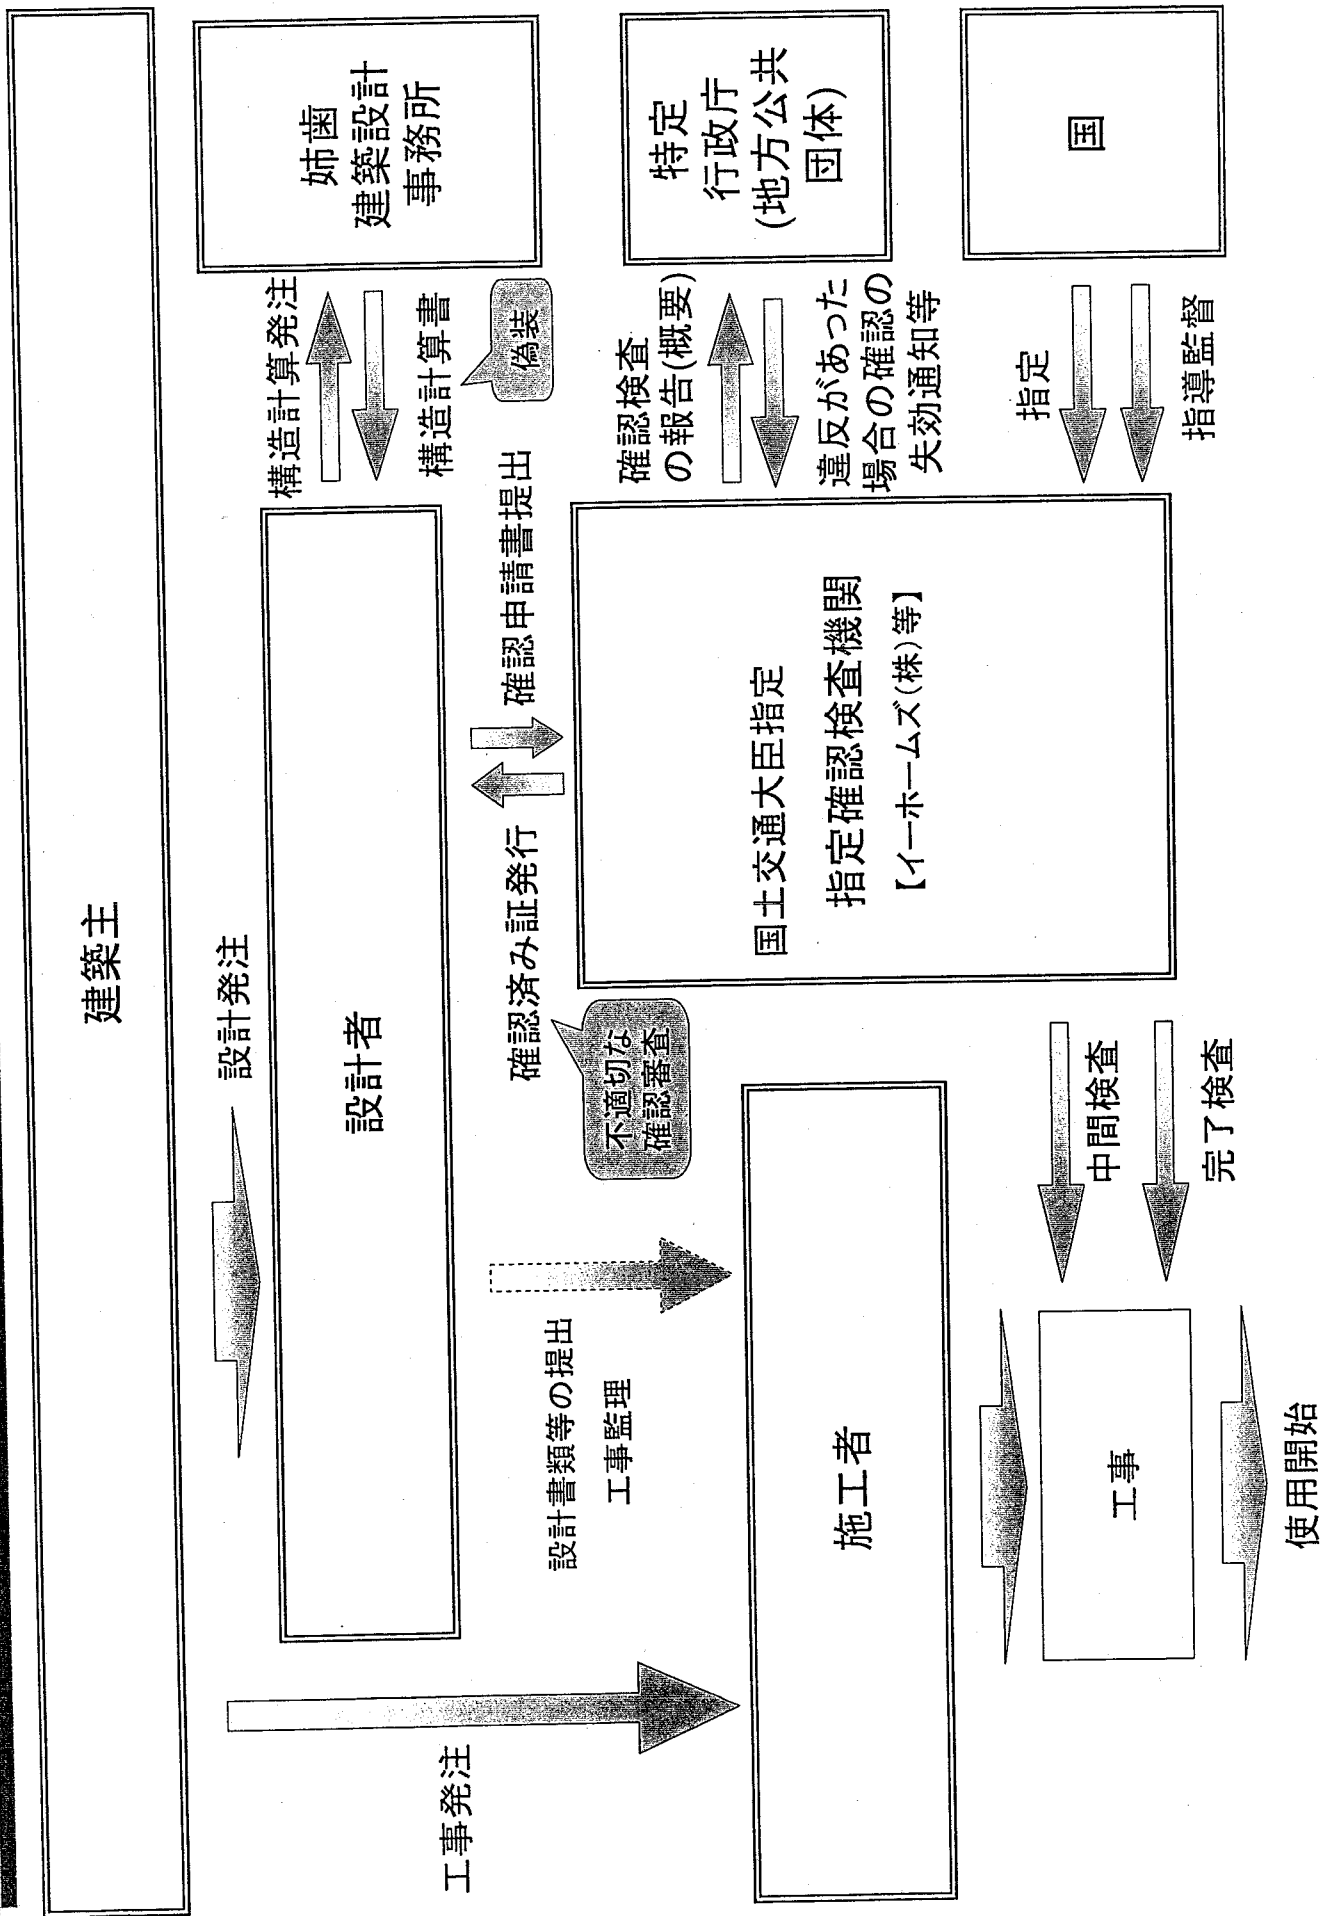 建築主
設計発注
設計者
構造計算発注
構造計算書
偽装
姉歯
建築設計
事務所
工事発注
設計書類等の提出
工事監理
確認済み証発行
確認申請書提出
不適切な
確認審査
国土交通大臣指定
指定確認検査機関
【イーホームズ(株)等】
確認検査
の報告(概要)
違反があった
場合の確認の
失効通知等
特定
行政庁
(地方公共
団体)
指定
指導監督
国
施工者
中間検査
完了検査
工事
使用開始